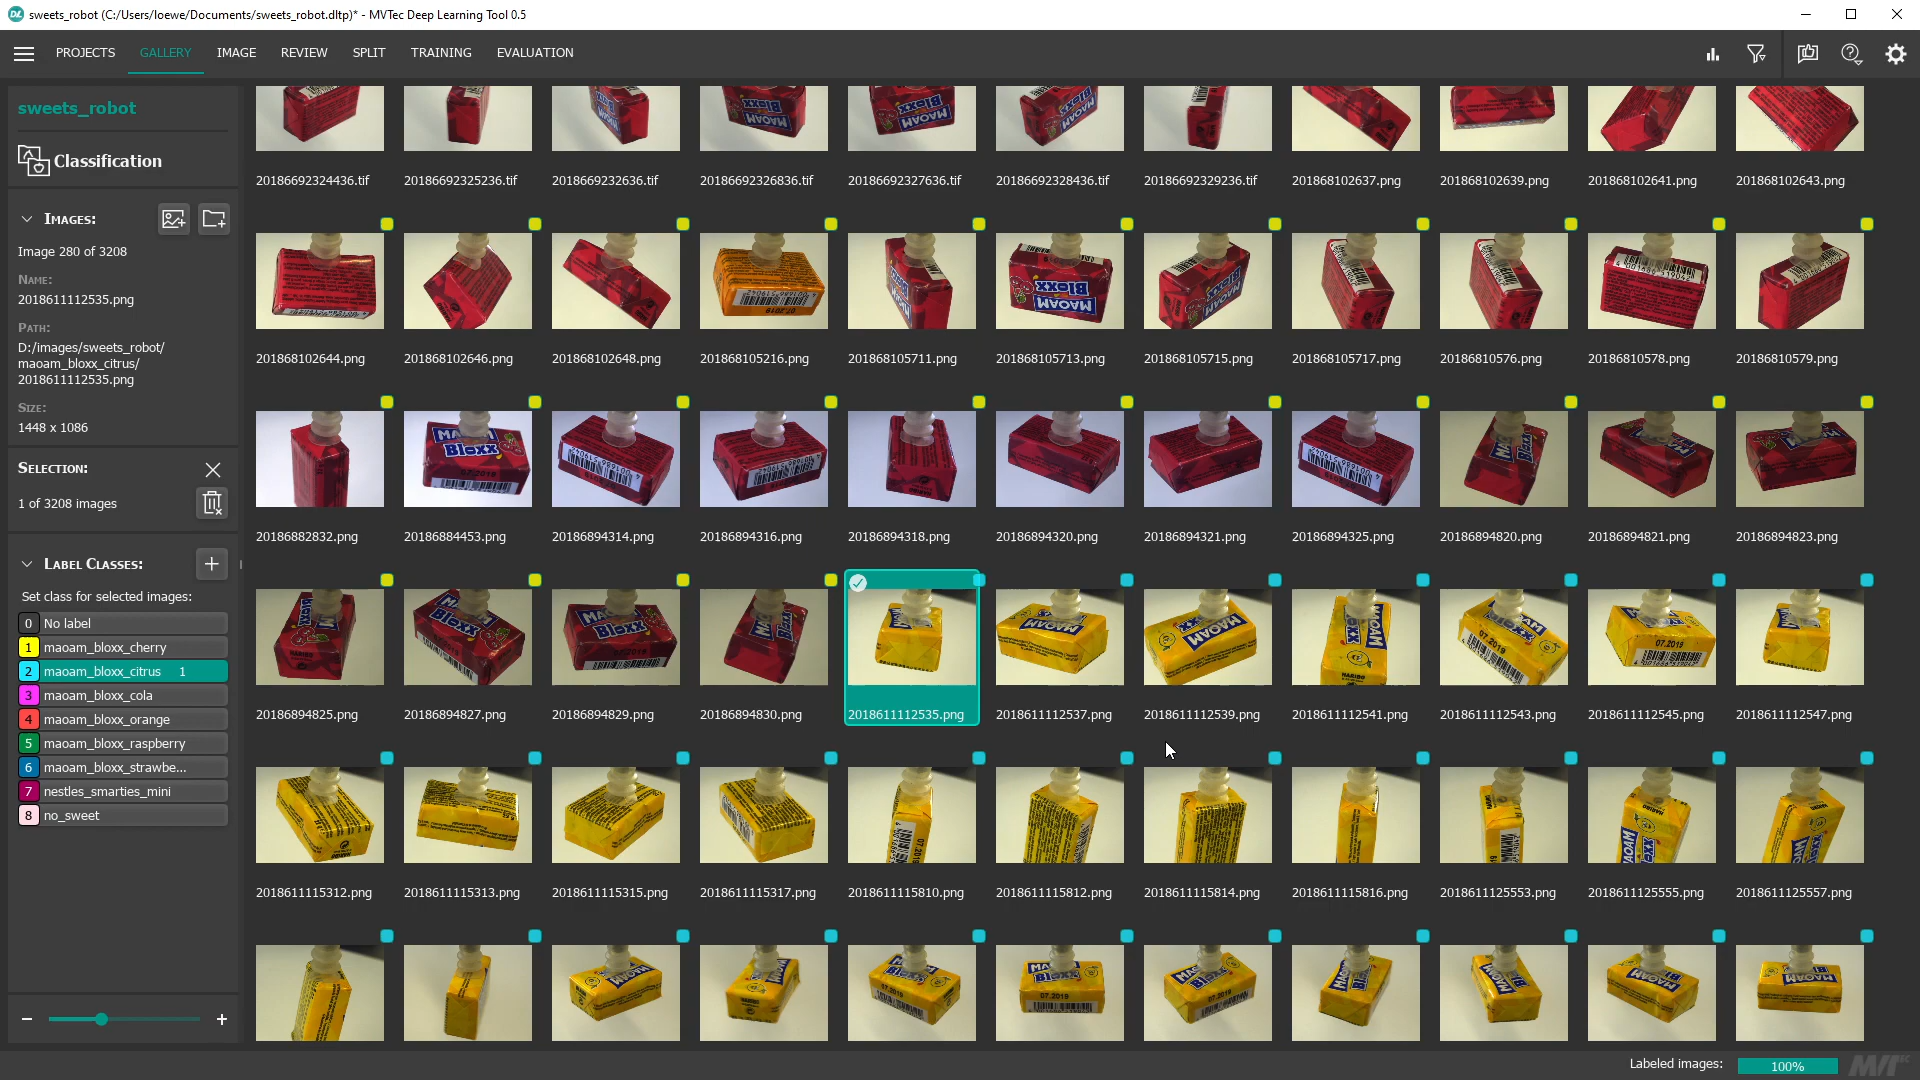 sweets_robot (C:/Users/loewe/Documents/sweets_robot.dltp)* - MVTec Deep Learning Tool 0.5
PROJECTS GALLERY IMAGE REVIEW SPLIT TRAINING EVALUATION
sweets_robot
Classification
IMAGES:
Image 280 of 3208
NAME:
2018611112535.png
PATH:
D:/images/sweets_robot/
maoam_bloxx_citrus/
2018611112535.png
SIZE:
1448 x 1086
SELECTION:
1 of 3208 images
LABEL CLASSES:
Set class for selected images:
0 No label
1 maoam_bloxx_cherry
2 maoam_bloxx_citrus 1
3 maoam_bloxx_cola
4 maoam_bloxx_orange
5 maoam_bloxx_raspberry
6 maoam_bloxx_strawbe...
7 nestles_smarties_mini
8 no_sweet
20186692324436.tif 20186692325236.tif 2018669232636.tif 20186692326836.tif 20186692327636.tif 20186692328436.tif 20186692329236.tif 201868102637.png 201868102639.png 201868102641.png 201868102643.png
201868102644.png 201868102646.png 201868102648.png 201868105216.png 201868105711.png 201868105713.png 201868105715.png 201868105717.png 20186810576.png 20186810578.png 20186810579.png
20186882832.png 20186884453.png 20186894314.png 20186894316.png 20186894318.png 20186894320.png 20186894321.png 20186894325.png 20186894820.png 20186894821.png 20186894823.png
20186894825.png 20186894827.png 20186894829.png 20186894830.png 2018611112535.png 2018611112537.png 2018611112539.png 2018611112541.png 2018611112543.png 2018611112545.png 2018611112547.png
2018611115312.png 2018611115313.png 2018611115315.png 2018611115317.png 2018611115810.png 2018611115812.png 2018611115814.png 2018611115816.png 2018611125553.png 2018611125555.png 2018611125557.png
Labeled images: 100%